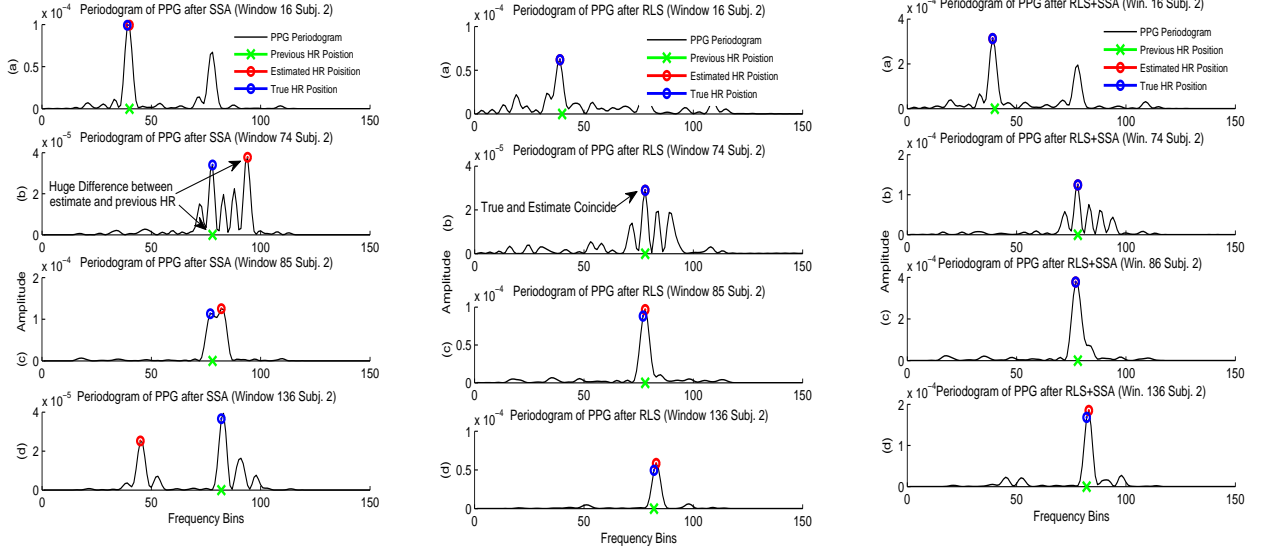 Periodogram of PPG after SSA (Window 16 Subj. 2)
x 10⁻⁴
1
0.5
0
(a)
PPG Periodogram
Previous HR Poistion
Estimated HR Poisition
True HR Poistion
0 50 100 150
Periodogram of PPG after SSA (Window 74 Subj. 2)
x 10⁻⁵
4
2
0
(b)
Huge Difference between
estimate and previous HR
0 50 100 150
Periodogram of PPG after SSA (Window 85 Subj. 2)
x 10⁻⁴
2
1
0
Amplitude
(c)
0 50 100 150
Periodogram of PPG after SSA (Window 136 Subj. 2)
x 10⁻⁵
4
2
0
(d)
0 50 100 150
Frequency Bins
Periodogram of PPG after RLS (Window 16 Subj. 2)
x 10⁻⁴
1
0.5
0
(a)
PPG Periodogram
Previous HR Poistion
Estimated HR Poistion
True HR Poistion
0 50 100 150
Periodogram of PPG after RLS (Window 74 Subj. 2)
x 10⁻⁵
5
0
(b)
True and Estimate Coincide
0 50 100 150
Periodogram of PPG after RLS (Window 85 Subj. 2)
x 10⁻⁴
1
0.5
0
Amplitude
(c)
0 50 100 150
Periodogram of PPG after RLS (Window 136 Subj. 2)
x 10⁻⁴
1
0.5
0
(d)
0 50 100 150
Frequency Bins
Periodogram of PPG after RLS+SSA (Win. 16 Subj. 2)
x 10⁻⁴
4
2
0
(a)
PPG Periodogram
Previous HR Position
Estimated HR Position
True HR Position
0 50 100 150
Periodogram of PPG after RLS+SSA (Win. 74 Subj. 2)
x 10⁻⁴
2
1
0
(b)
0 50 100 150
Periodogram of PPG after RLS+SSA (Win. 86 Subj. 2)
x 10⁻⁴
4
2
0
Amplitude
(c)
0 50 100 150
Periodogram of PPG after RLS+SSA (Win. 136 Subj. 2)
x 10⁻⁴
2
1
0
(d)
0 50 100 150
Frequency Bins